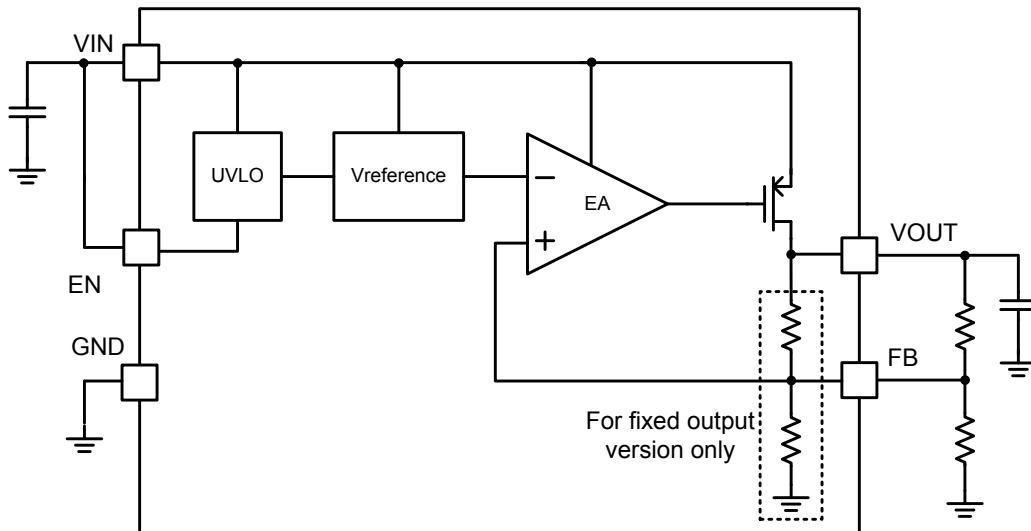 VIN
UVLO
Vreference
−
EA
+
VOUT
EN
GND
FB
For fixed output
version only